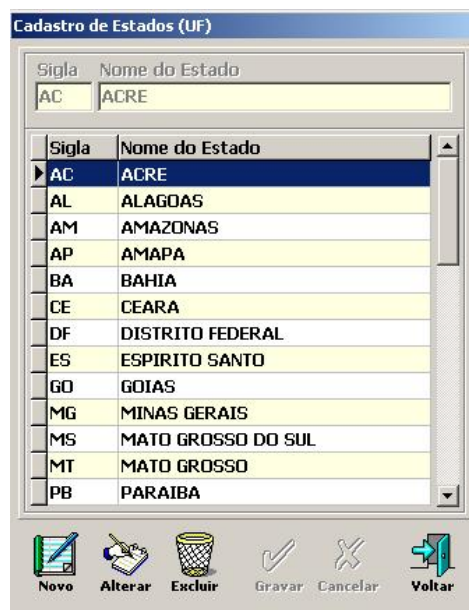 Cadastro de Estados (UF)
Sigla Nome do Estado
AC ACRE
Sigla Nome do Estado
AC ACRE
AL ALAGOAS
AM AMAZONAS
AP AMAPA
BA BAHIA
CE CEARA
DF DISTRITO FEDERAL
ES ESPIRITO SANTO
GO GOIAS
MG MINAS GERAIS
MS MATO GROSSO DO SUL
MT MATO GROSSO
PB PARAIBA
Novo Alterar Excluir Gravar Cancelar Voltar